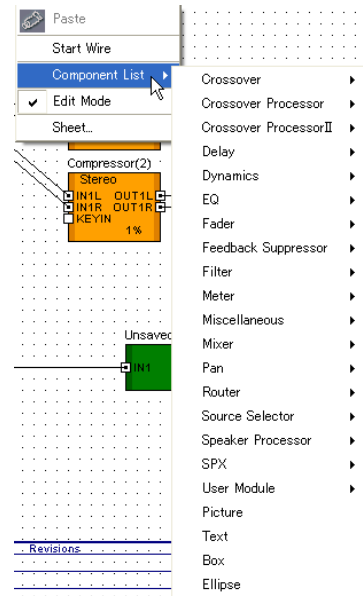 Paste
Start Wire
Component List
Edit Mode
Sheet...
Crossover
Crossover Processor
Crossover ProcessorⅡ
Delay
Dynamics
EQ
Fader
Feedback Suppressor
Filter
Meter
Miscellaneous
Mixer
Pan
Router
Source Selector
Speaker Processor
SPX
User Module
Picture
Text
Box
Ellipse
Compressor(2)
Stereo
IN1L OUT1L
IN1R OUT1R
KEYIN
1%
Unsaved
IN1
Revisions